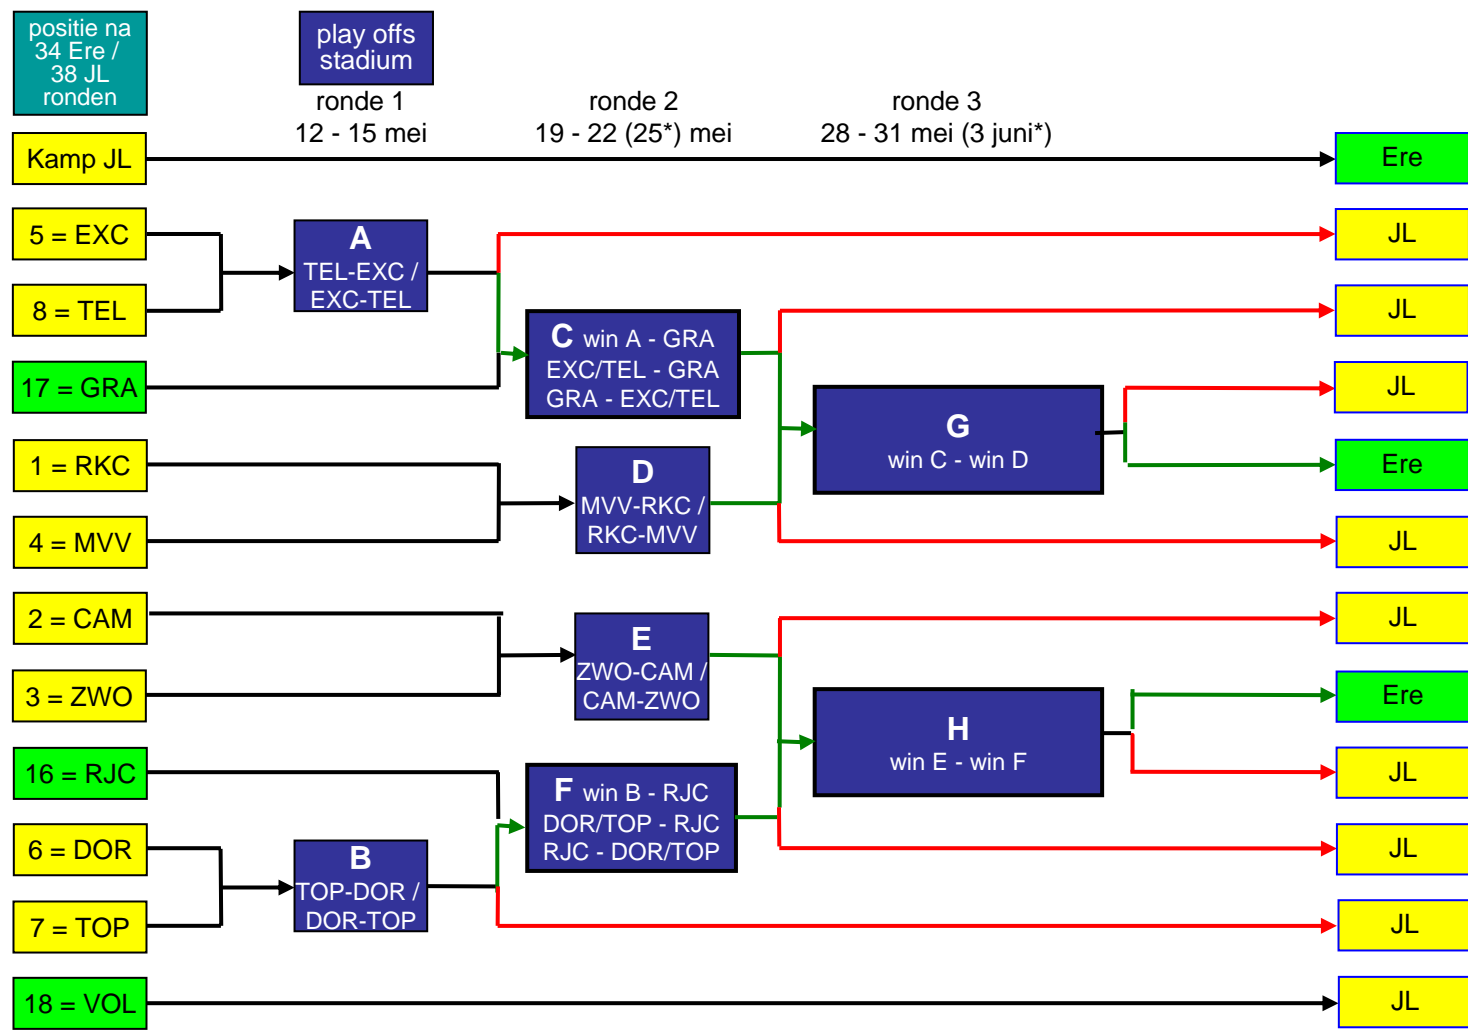 positie na
34 Ere /
38 JL
ronden
play offs
stadium
ronde 1
12 - 15 mei
ronde 2
19 - 22 (25*) mei
ronde 3
28 - 31 mei (3 juni*)
Kamp JL
Ere
5 = EXC
A
TEL-EXC /
EXC-TEL
JL
8 = TEL
JL
C win A - GRA
EXC/TEL - GRA
GRA - EXC/TEL
17 = GRA
JL
G
win C - win D
1 = RKC
Ere
D
MVV-RKC /
RKC-MVV
4 = MVV
JL
2 = CAM
JL
E
ZWO-CAM /
CAM-ZWO
3 = ZWO
Ere
H
win E - win F
16 = RJC
JL
F win B - RJC
DOR/TOP - RJC
RJC - DOR/TOP
6 = DOR
JL
B
TOP-DOR /
DOR-TOP
7 = TOP
JL
18 = VOL
JL